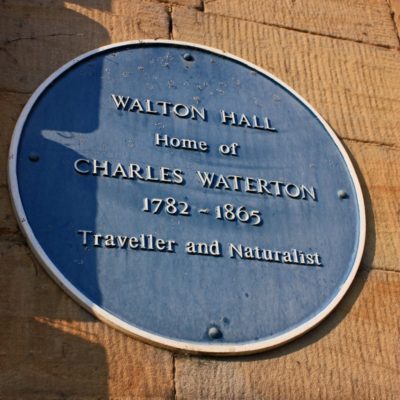 WALTON HALL
Home of
CHARLES WATERTON
1782 - 1865
Traveller and Naturalist